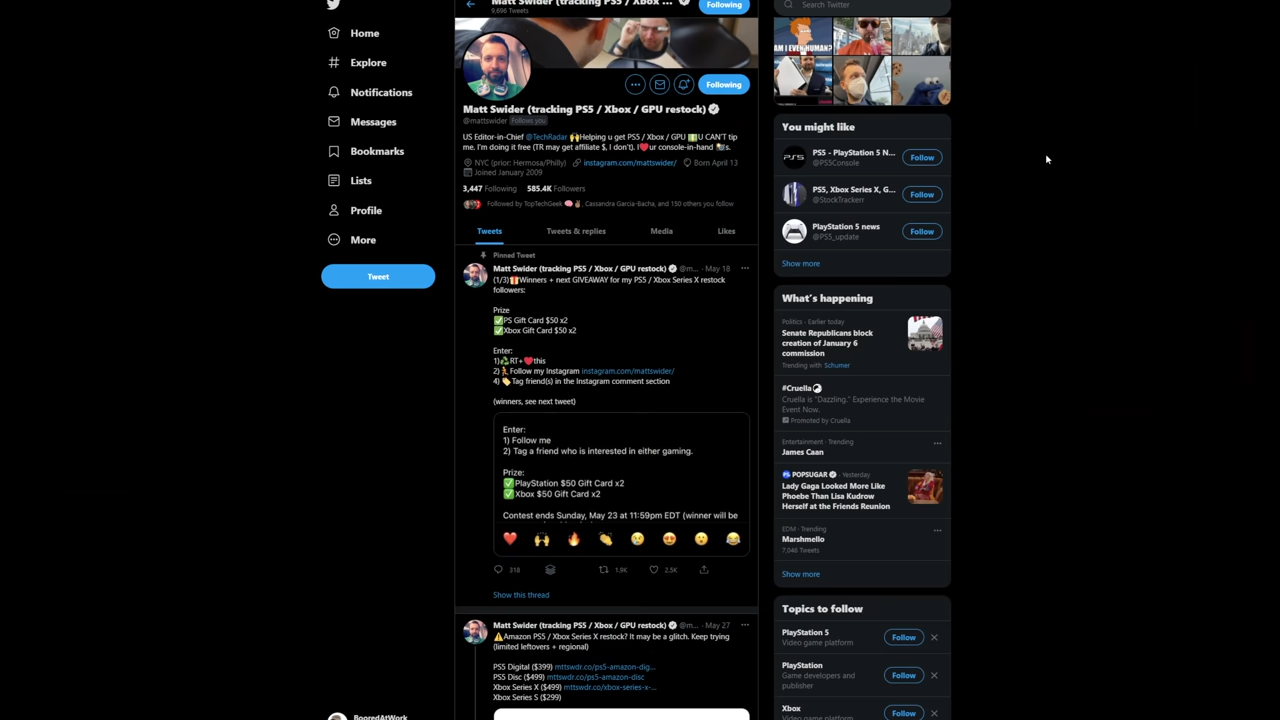 Matt Swider (tracking PS5 / Xbox ...
9,696 Tweets
Following
Search Twitter
Home
Explore
Notifications
Messages
Bookmarks
Lists
Profile
More
Tweet
BooredAtWork
Following
Matt Swider (tracking PS5 / Xbox / GPU restock)
@mattswider Follows you
US Editor-in-Chief @TechRadar 🙌Helping u get PS5 / Xbox / GPU 💵U CAN'T tip
me. I'm doing it free (TR may get affiliate $, I don't). I❤️ur console-in-hand 📸s.
NYC (prior: Hermosa/Philly) instagram.com/mattswider/ Born April 13
Joined January 2009
3,447 Following 585.4K Followers
Followed by TopTechGeek 🧠✌🏽, Cassandra Garcia-Bacha, and 150 others you follow
Tweets Tweets & replies Media Likes
Pinned Tweet
Matt Swider (tracking PS5 / Xbox / GPU restock) @m... · May 18
(1/3)🎁Winners + next GIVEAWAY for my PS5 / Xbox Series X restock
followers:
Prize
✅PS Gift Card $50 x2
✅Xbox Gift Card $50 x2
Enter:
1)♻️RT+❤️this
2)🏃Follow my Instagram instagram.com/mattswider/
4) 🏷️Tag friend(s) in the Instagram comment section
(winners, see next tweet)
Enter:
1) Follow me
2) Tag a friend who is interested in either gaming.
Prize:
✅PlayStation $50 Gift Card x2
✅Xbox $50 Gift Card x2
Contest ends Sunday, May 23 at 11:59pm EDT (winner will be
❤️ 🙌 🔥 👏 😢 😍 😮 😂
318 1.9K 2.5K
Show this thread
Matt Swider (tracking PS5 / Xbox / GPU restock) @m... · May 27
⚠️Amazon PS5 / Xbox Series X restock? It may be a glitch. Keep trying
(limited leftovers + regional)
PS5 Digital ($399) mttswdr.co/ps5-amazon-dig...
PS5 Disc ($499) mttswdr.co/ps5-amazon-disc
Xbox Series X ($499) mttswdr.co/xbox-series-x-...
Xbox Series S ($299)
AM I EVEN HUMAN?
You might like
PS5
PS5 - PlayStation 5 N...
@PS5Console
Follow
PS5, Xbox Series X, G...
@StockTrackerr
Follow
PlayStation 5 news
@PS5_update
Follow
Show more
What's happening
Politics · Earlier today
Senate Republicans block
creation of January 6
commission
Trending with Schumer
#Cruella
Cruella is "Dazzling." Experience the Movie
Event Now.
Promoted by Cruella
Entertainment · Trending
James Caan
POPSUGAR · Yesterday
Lady Gaga Looked More Like
Phoebe Than Lisa Kudrow
Herself at the Friends Reunion
EDM · Trending
Marshmello
7,046 Tweets
Show more
Topics to follow
PlayStation 5
Video game platform
Follow
PlayStation
Game developers and
publisher
Follow
Xbox
Video game platform
Follow